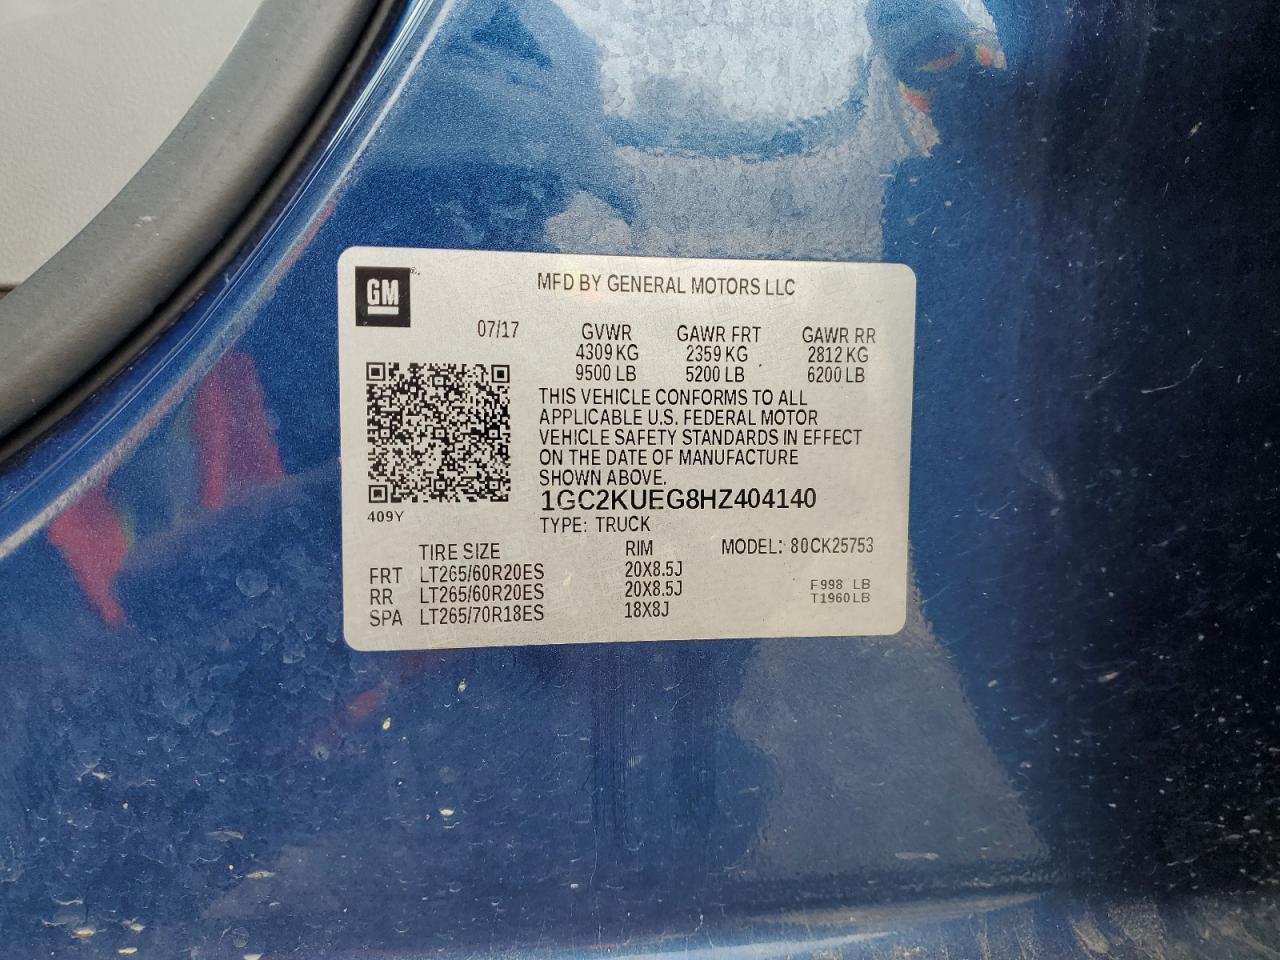 GM
MFD BY GENERAL MOTORS LLC
07/17 GVWR GAWR FRT GAWR RR
4309 KG 2359 KG 2812 KG
9500 LB 5200 LB 6200 LB
THIS VEHICLE CONFORMS TO ALL
APPLICABLE U.S. FEDERAL MOTOR
VEHICLE SAFETY STANDARDS IN EFFECT
ON THE DATE OF MANUFACTURE
SHOWN ABOVE.
1GC2KUEG8HZ404140
409Y TYPE: TRUCK
TIRE SIZE RIM MODEL: 80CK25753
FRT LT265/60R20ES 20X8.5J
RR LT265/60R20ES 20X8.5J
SPA LT265/70R18ES 18X8J
F998 LB
T1960LB